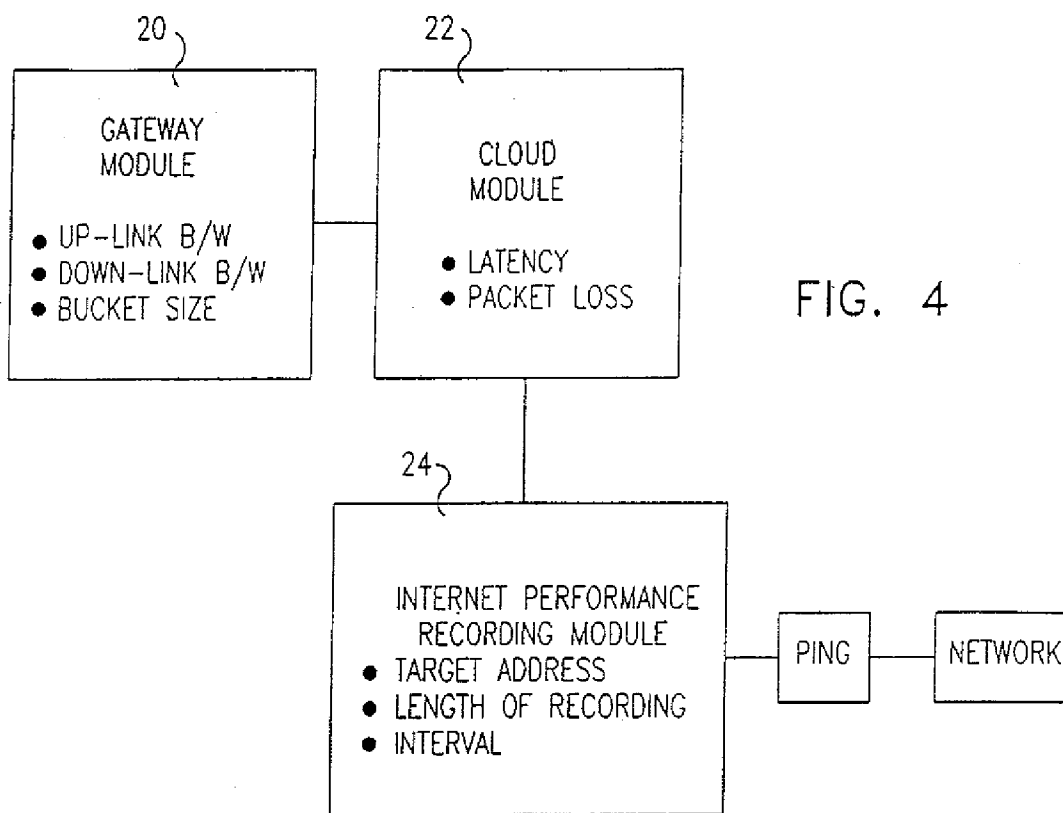 20
GATEWAY
MODULE
● UP-LINK B/W
● DOWN-LINK B/W
● BUCKET SIZE
22
CLOUD
MODULE
● LATENCY
● PACKET LOSS
FIG. 4
24
INTERNET PERFORMANCE
RECORDING MODULE
● TARGET ADDRESS
● LENGTH OF RECORDING
● INTERVAL
PING
NETWORK